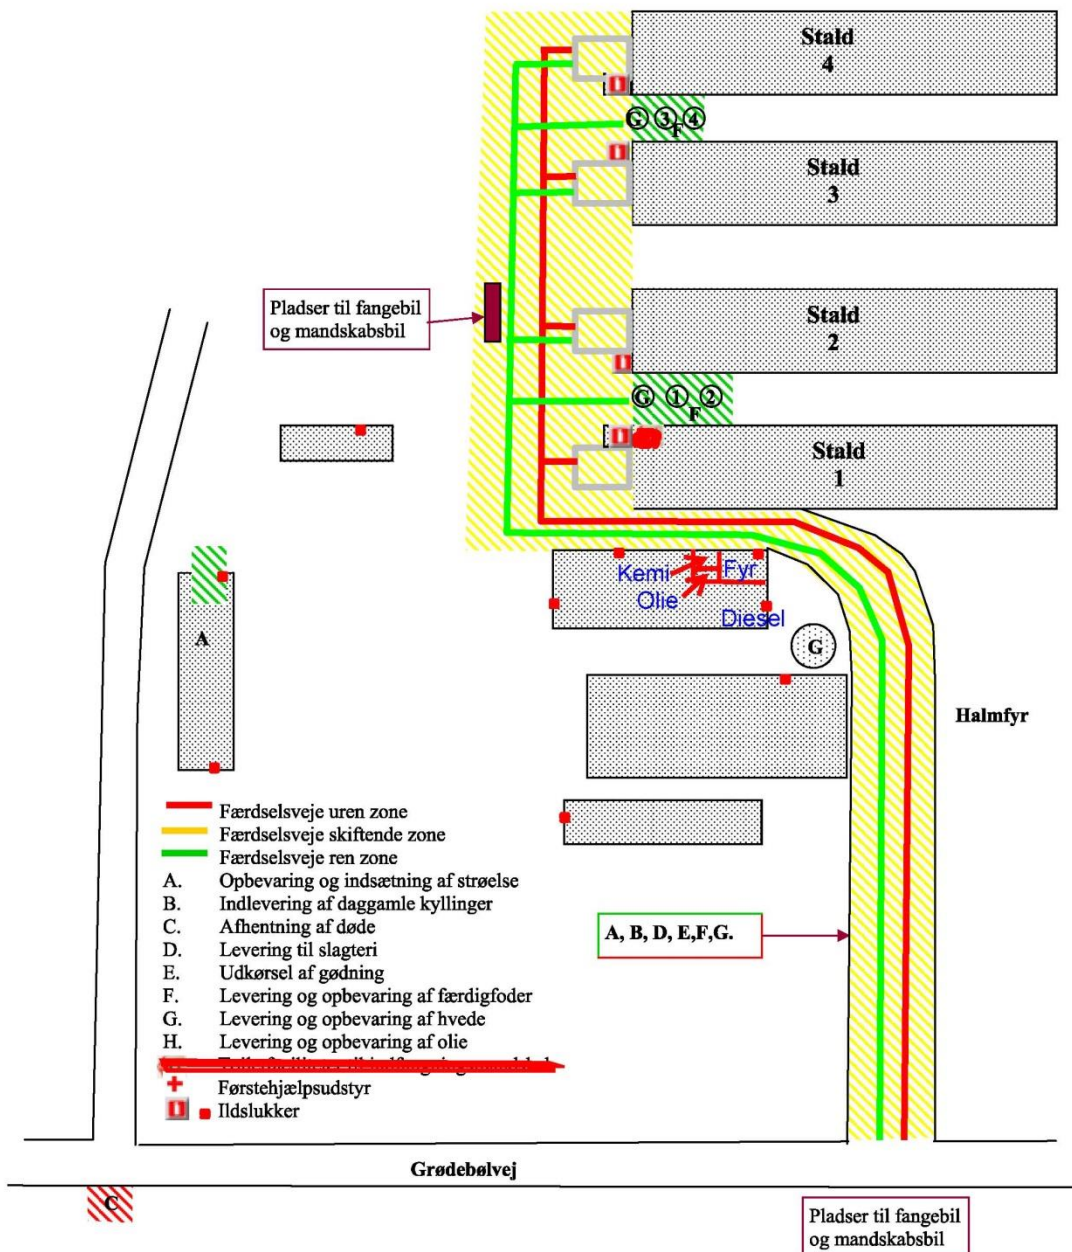 Stald
4
G 3 4
F
Stald
3
Pladser til fangebil
og mandskabsbil
Stald
2
G 1 2
F
Stald
1
Kemi
Fyr
Olie
Diesel
A
G
Halmfyr
Færdselsveje uren zone
Færdselsveje skiftende zone
Færdselsveje ren zone
A. Opbevaring og indsætning af strøelse
B. Indlevering af daggamle kyllinger
C. Afhentning af døde
D. Levering til slagteri
E. Udkørsel af gødning
F. Levering og opbevaring af færdigfoder
G. Levering og opbevaring af hvede
H. Levering og opbevaring af olie
Førstehjælpsudstyr
Ildslukker
A, B, D, E,F,G.
Grødebølvej
C
Pladser til fangebil
og mandskabsbil